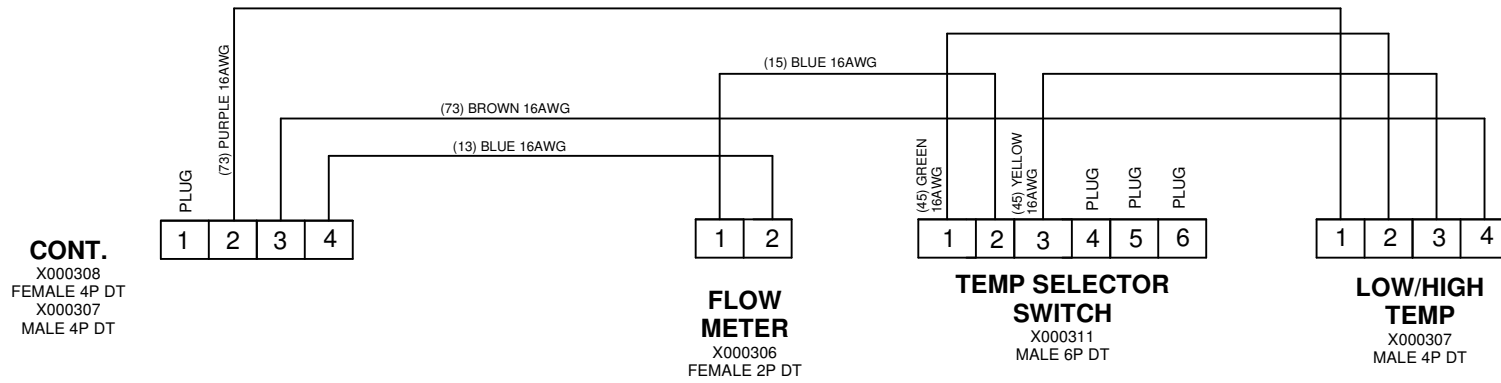 (15) BLUE 16AWG
(73) PURPLE 16AWG
(73) BROWN 16AWG
(13) BLUE 16AWG
PLUG
(45) GREEN
16AWG
(45) YELLOW
16AWG
PLUG
PLUG
PLUG
1 2 3 4
1 2
1 2 3 4 5 6
1 2 3 4
CONT.
X000308
FEMALE 4P DT
X000307
MALE 4P DT
FLOW
METER
X000306
FEMALE 2P DT
TEMP SELECTOR
SWITCH
X000311
MALE 6P DT
LOW/HIGH
TEMP
X000307
MALE 4P DT